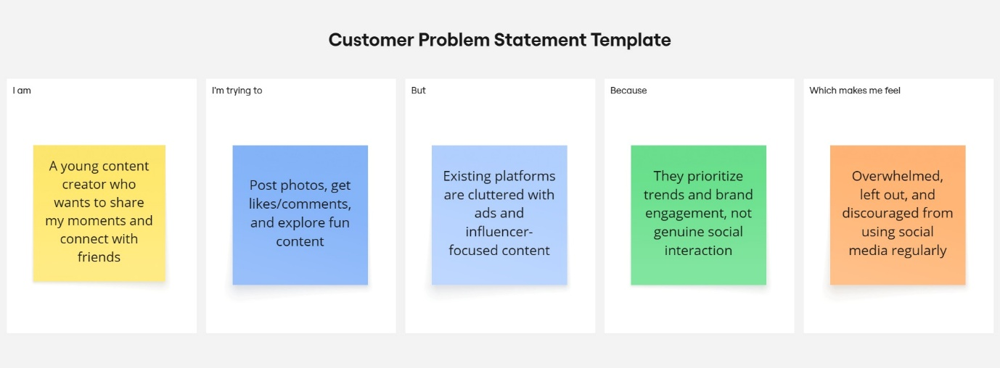 Customer Problem Statement Template
I am
A young content
creator who
wants to share
my moments and
connect with
friends
I'm trying to
Post photos, get
likes/comments,
and explore fun
content
But
Existing platforms
are cluttered with
ads and
influencer-
focused content
Because
They prioritize
trends and brand
engagement, not
genuine social
interaction
Which makes me feel
Overwhelmed,
left out, and
discouraged from
using social
media regularly